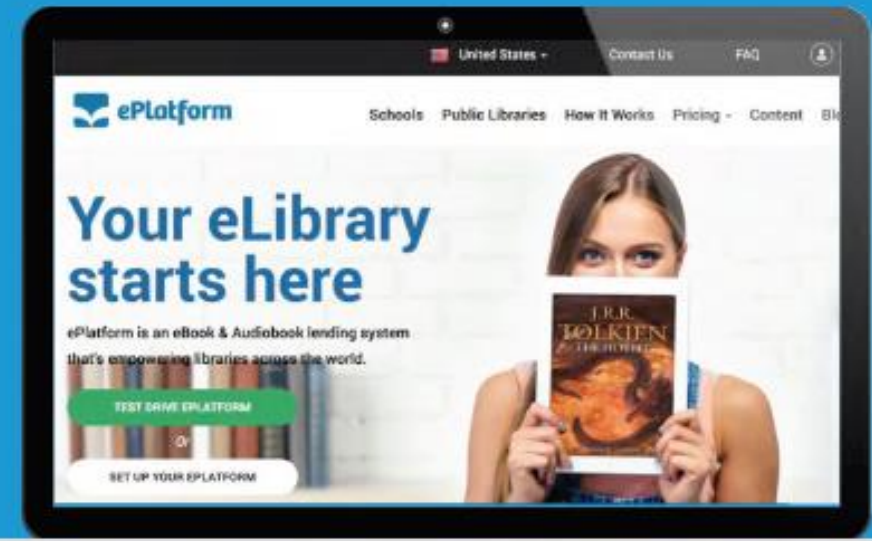 United States
Contact Us
FAQ
ePlatform
Schools
Public Libraries
How It Works
Pricing
Content
Your eLibrary
starts here
ePlatform is an eBook & Audiobook lending system
that's empowering libraries across the world.
TEST DRIVE EPLATFORM
Or
SET UP YOUR EPLATFORM
J.R.R.
TOLKIEN
THE HOBBIT